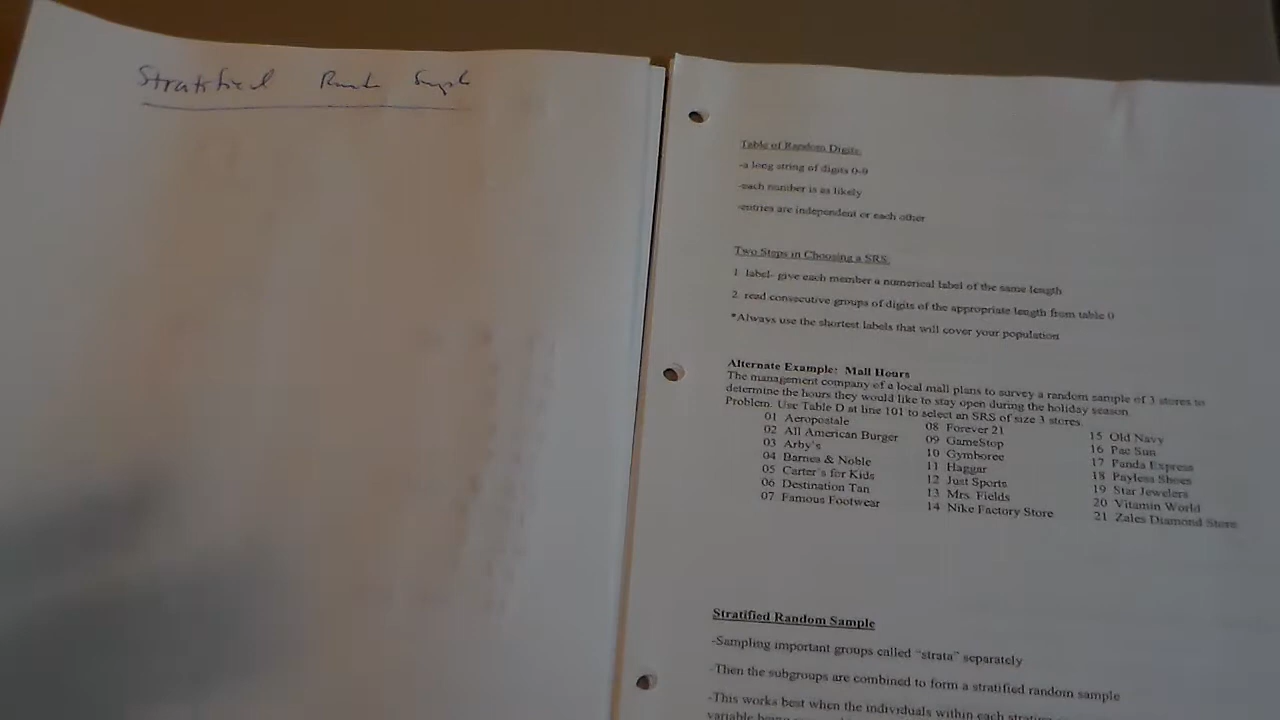 Stratified Random Sample
Table of Random Digits
-a long string of digits 0-9
-each number is as likely
-entries are independent or each other
Two Steps in Choosing a SRS
1 label- give each member a numerical label of the same length
2 read consecutive groups of digits of the appropriate length from table
*Always use the shortest labels that will cover your population
Alternate Example: Mall Hours
The management company of a local mall plans to survey a random sample of 3 stores to
determine the hours they would like to stay open during the holiday season.
Problem: Use Table D at line 101 to select an SRS of size 3 stores.
01 Aeropostale
02 All American Burger
03 Arby's
04 Barnes & Noble
05 Carter's for Kids
06 Destination Tan
07 Famous Footwear
08 Forever 21
09 GameStop
10 Gymboree
11 Haggar
12 Just Sports
13 Mrs. Fields
14 Nike Factory Store
15 Old Navy
16 Pac Sun
17 Panda Express
18 Payless Shoes
19 Star Jewelers
20 Vitamin World
21 Zales Diamond Store
Stratified Random Sample
-Sampling important groups called "strata" separately
-Then the subgroups are combined to form a stratified random sample
-This works best when the individuals within each
variable being